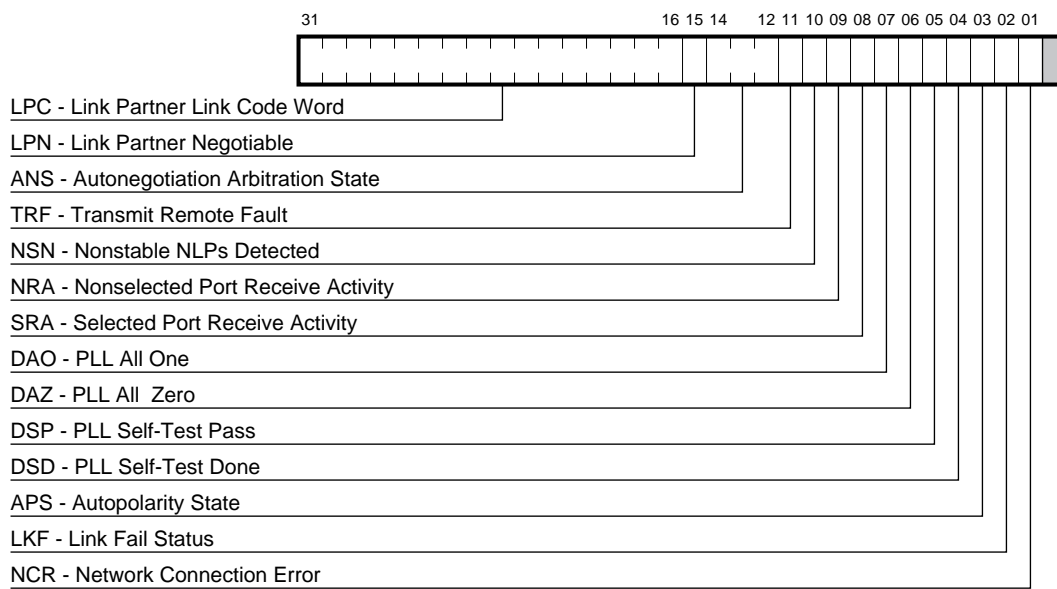 31 16 15 14 12 11 10 09 08 07 06 05 04 03 02 01
LPC - Link Partner Link Code Word
LPN - Link Partner Negotiable
ANS - Autonegotiation Arbitration State
TRF - Transmit Remote Fault
NSN - Nonstable NLPs Detected
NRA - Nonselected Port Receive Activity
SRA - Selected Port Receive Activity
DAO - PLL All One
DAZ - PLL All Zero
DSP - PLL Self-Test Pass
DSD - PLL Self-Test Done
APS - Autopolarity State
LKF - Link Fail Status
NCR - Network Connection Error